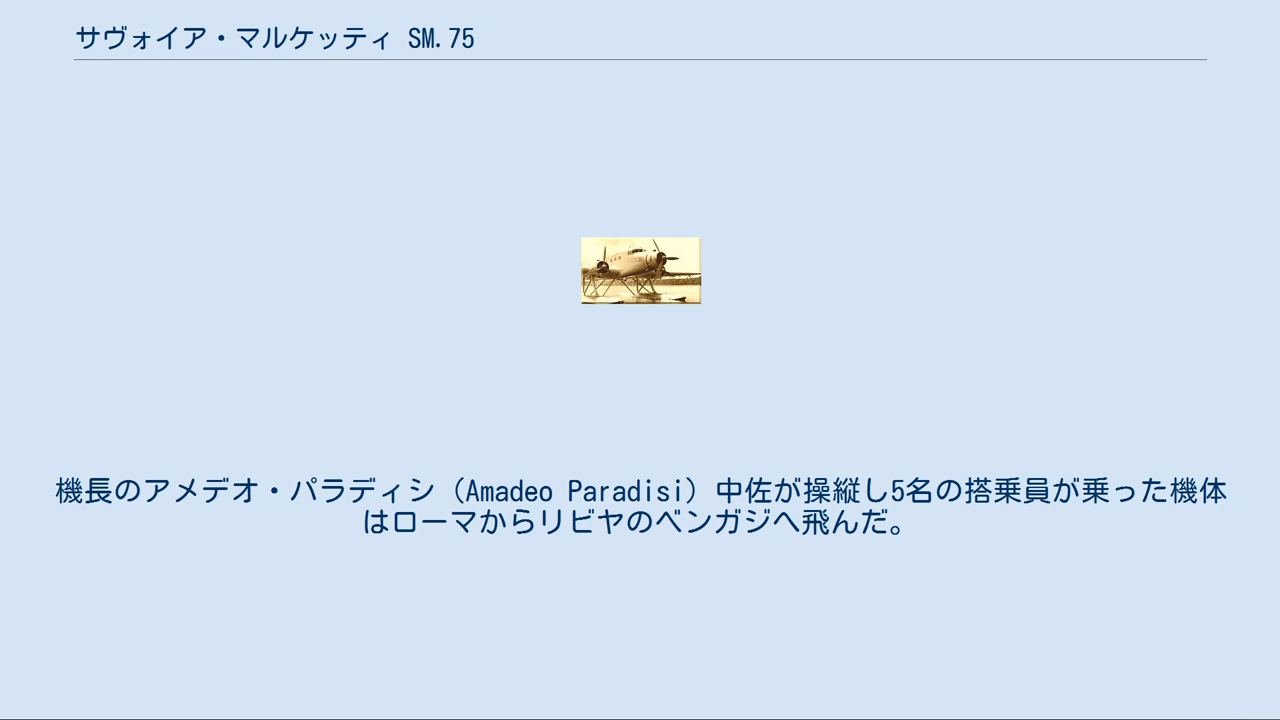 サヴォイア・マルケッティ SM.75
機長のアメデオ・パラディシ（Amadeo Paradisi）中佐が操縦し5名の搭乗員が乗った機体
はローマからリビヤのベンガジへ飛んだ。